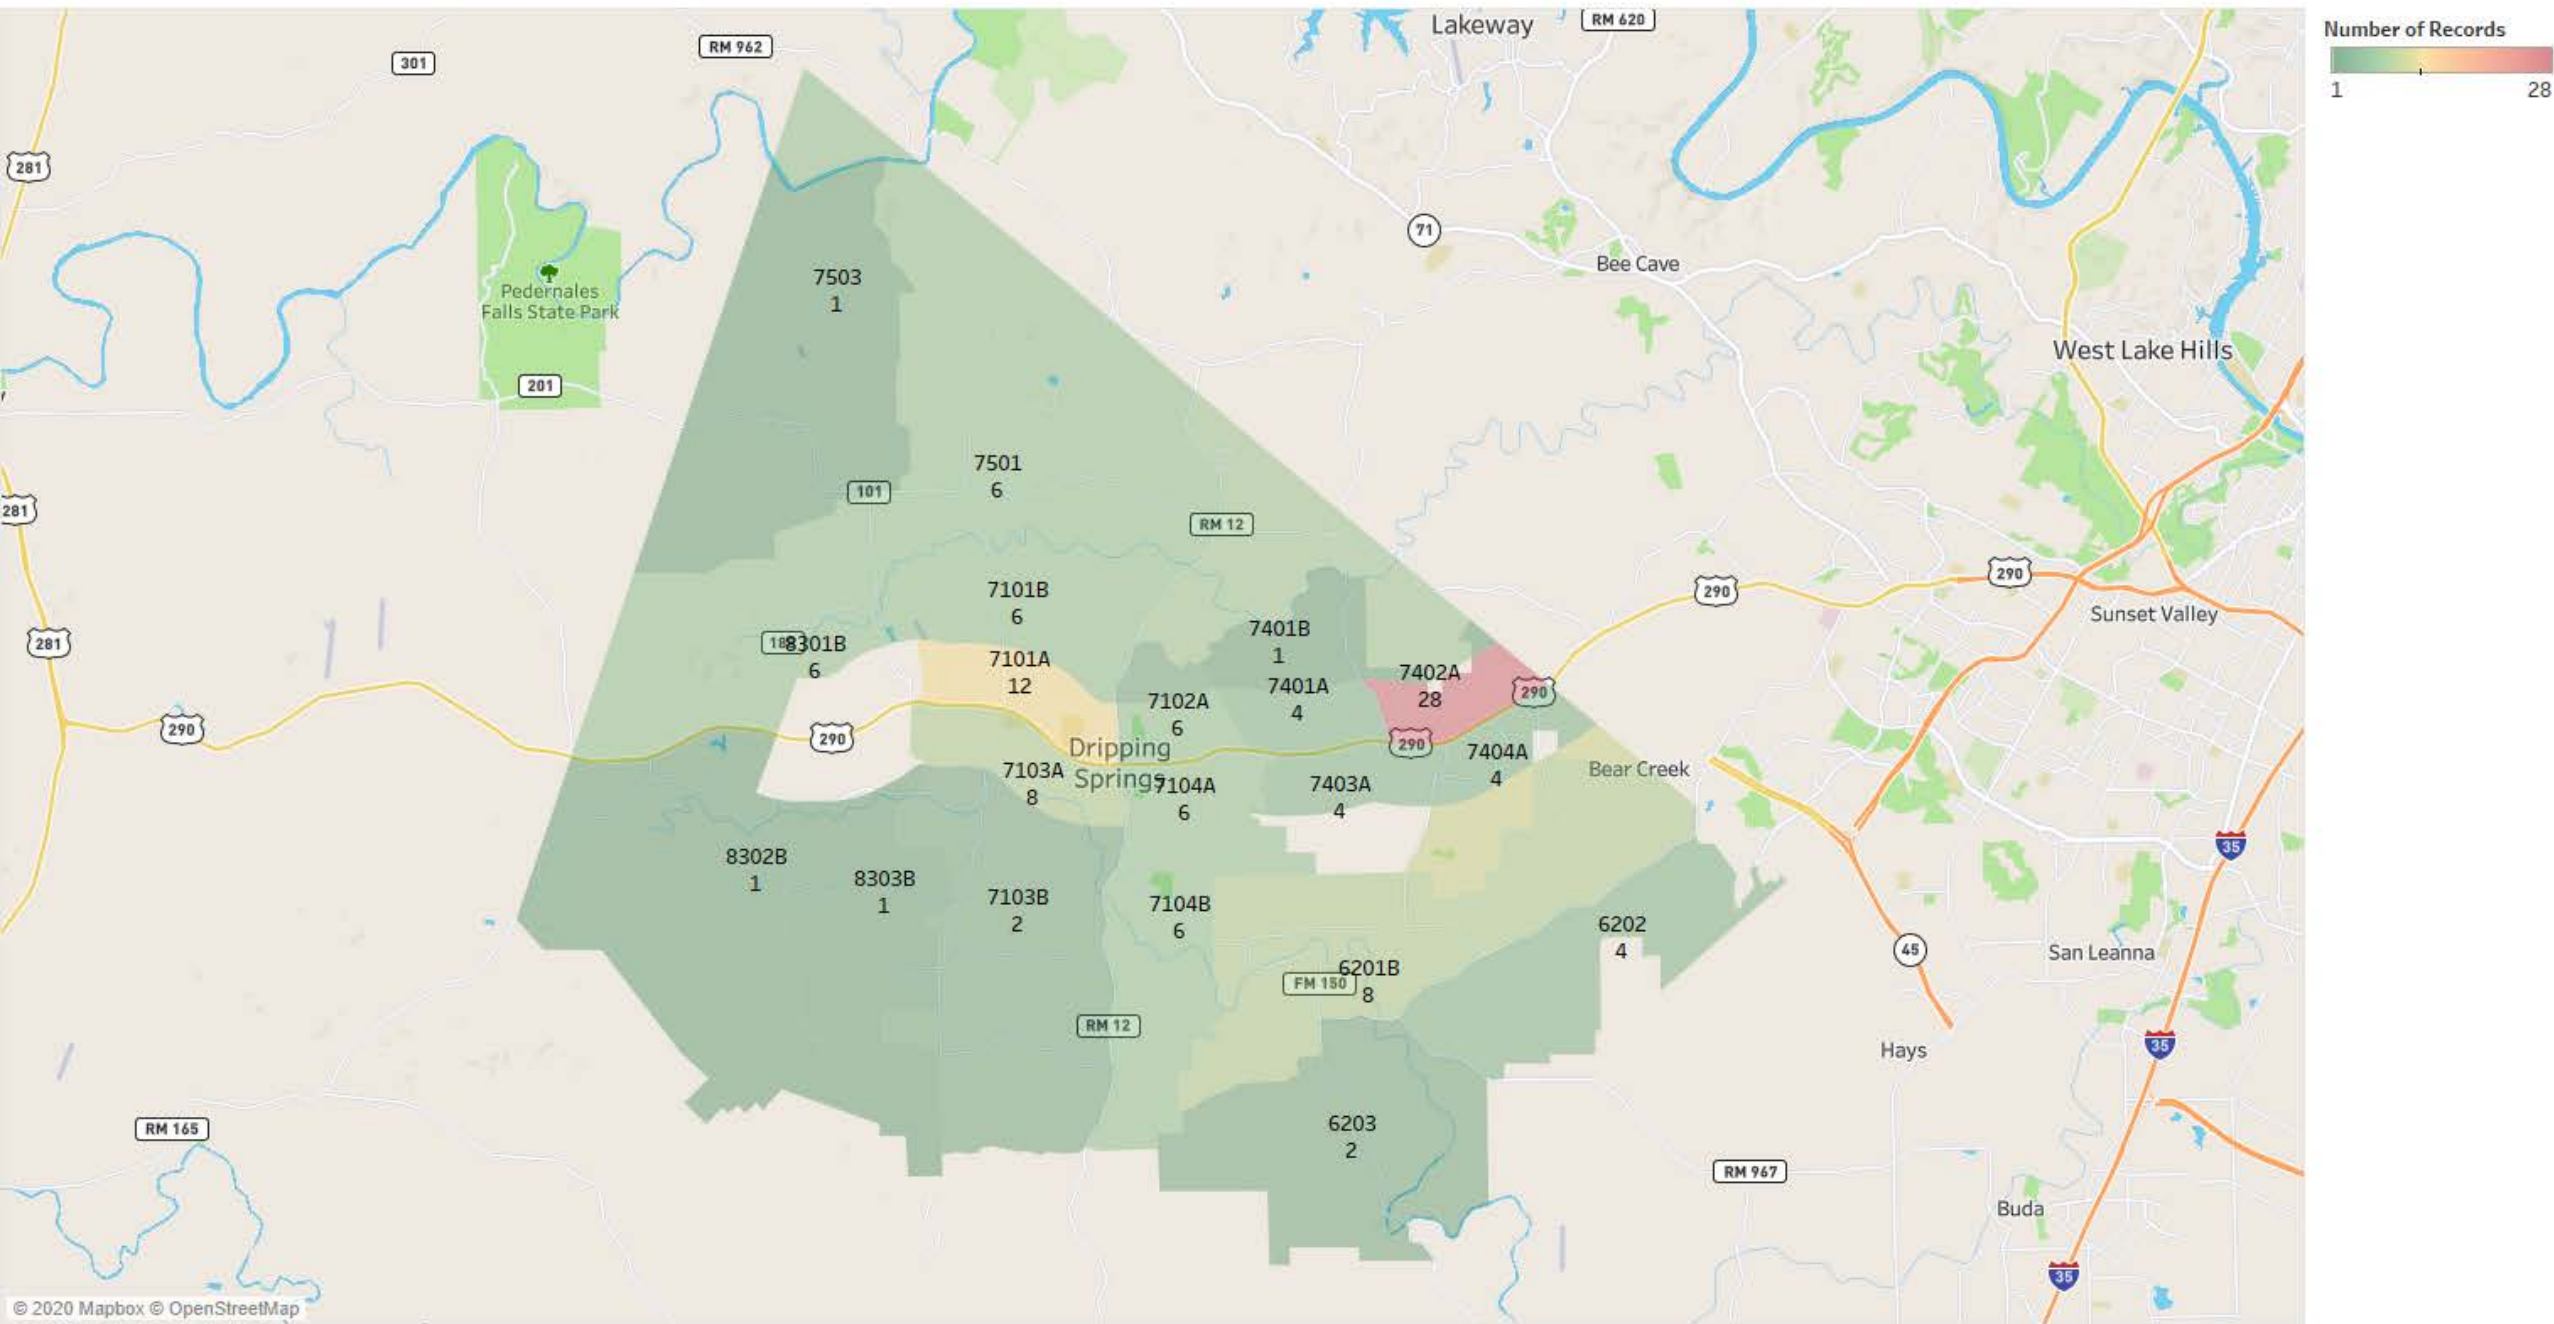 Lakeway
RM 620
Number of Records
1
28
RM 962
301
281
71
Bee Cave
7503
1
Pedernales
Falls State Park
201
West Lake Hills
7501
6
101
281
RM 12
7101B
6
290
290
Sunset Valley
281
8301B
6
7401B
1
7101A
12
7402A
28
7401A
4
290
7102A
6
290
290
290
Dripping
Springs
7404A
4
7103A
8
7104A
6
7403A
4
Bear Creek
35
8302B
1
8303B
1
7103B
2
7104B
6
6202
4
45
San Leanna
6201B
8
FM 150
RM 12
Hays
35
RM 165
6203
2
RM 967
Buda
35
© 2020 Mapbox © OpenStreetMap